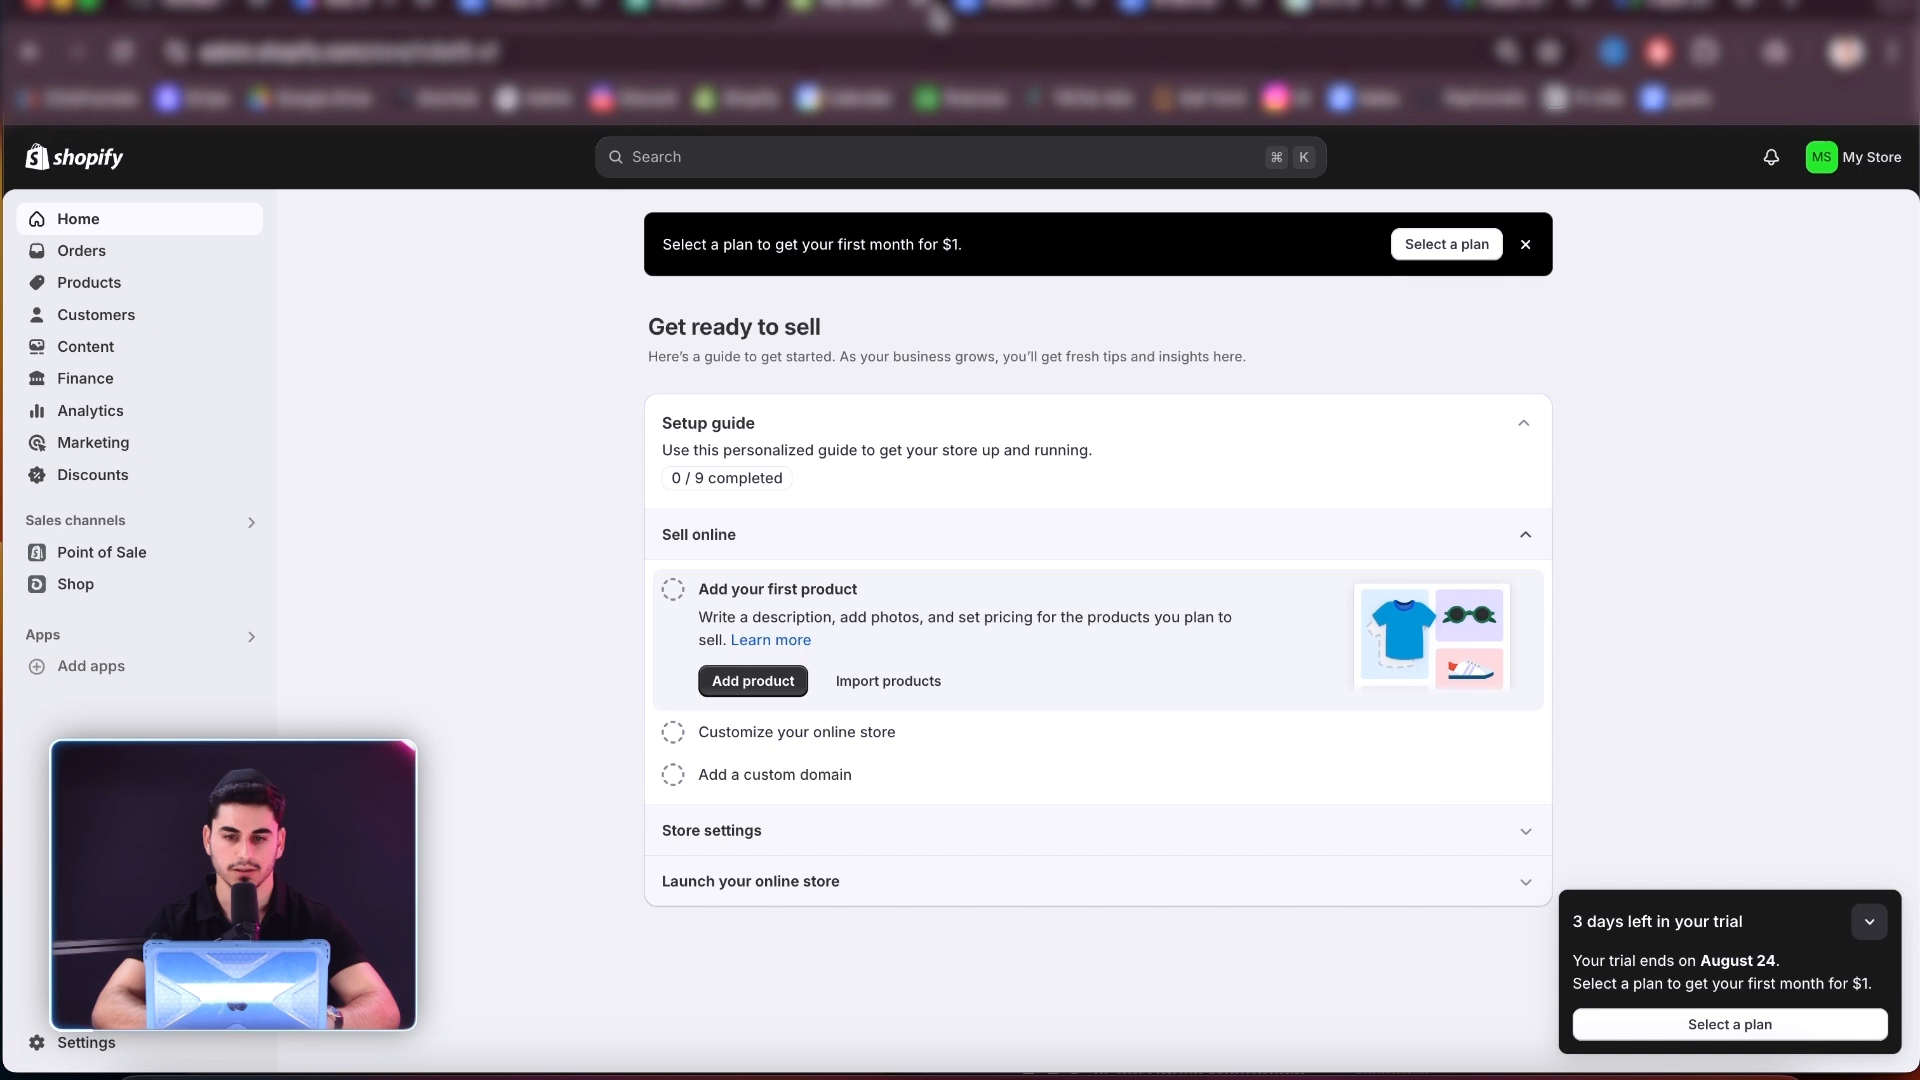 shopify
Search
⌘ K
MS My Store
Home
Orders
Products
Customers
Content
Finance
Analytics
Marketing
Discounts
Sales channels
Point of Sale
Shop
Apps
Add apps
Settings
Select a plan to get your first month for $1.
Select a plan
Get ready to sell
Here's a guide to get started. As your business grows, you'll get fresh tips and insights here.
Setup guide
Use this personalized guide to get your store up and running.
0 / 9 completed
Sell online
Add your first product
Write a description, add photos, and set pricing for the products you plan to
sell. Learn more
Add product
Import products
Customize your online store
Add a custom domain
Store settings
Launch your online store
3 days left in your trial
Your trial ends on August 24.
Select a plan to get your first month for $1.
Select a plan